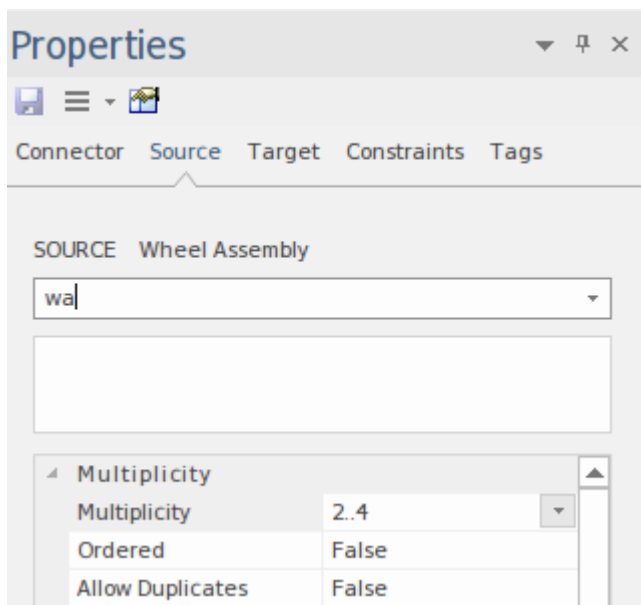 Properties
Connector Source Target Constraints Tags
SOURCE Wheel Assembly
wa
Multiplicity
Multiplicity 2..4
Ordered False
Allow Duplicates False